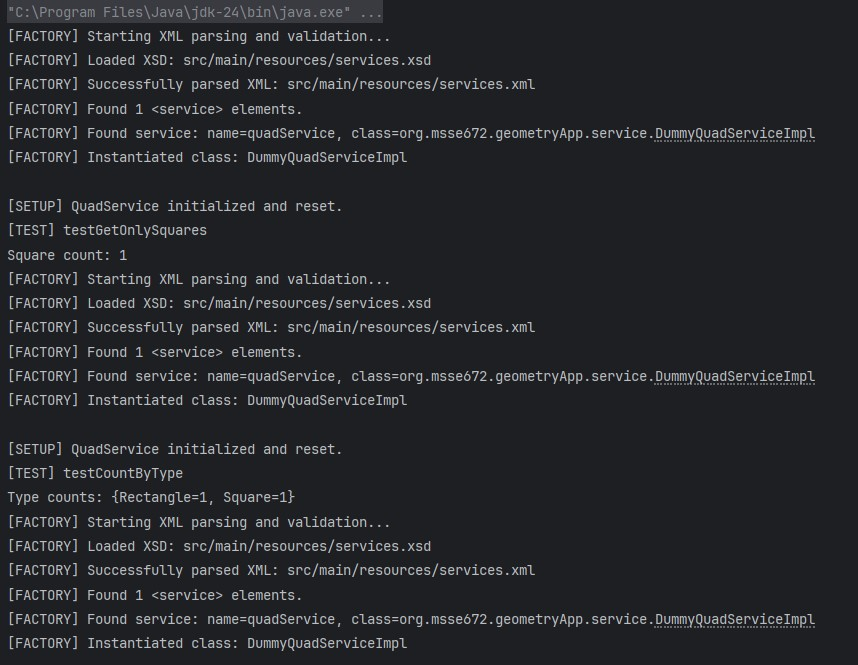 "C:\Program Files\Java\jdk-24\bin\java.exe" ...
[FACTORY] Starting XML parsing and validation...
[FACTORY] Loaded XSD: src/main/resources/services.xsd
[FACTORY] Successfully parsed XML: src/main/resources/services.xml
[FACTORY] Found 1 <service> elements.
[FACTORY] Found service: name=quadService, class=org.msse672.geometryApp.service.DummyQuadServiceImpl
[FACTORY] Instantiated class: DummyQuadServiceImpl
[SETUP] QuadService initialized and reset.
[TEST] testGetOnlySquares
Square count: 1
[FACTORY] Starting XML parsing and validation...
[FACTORY] Loaded XSD: src/main/resources/services.xsd
[FACTORY] Successfully parsed XML: src/main/resources/services.xml
[FACTORY] Found 1 <service> elements.
[FACTORY] Found service: name=quadService, class=org.msse672.geometryApp.service.DummyQuadServiceImpl
[FACTORY] Instantiated class: DummyQuadServiceImpl
[SETUP] QuadService initialized and reset.
[TEST] testCountByType
Type counts: {Rectangle=1, Square=1}
[FACTORY] Starting XML parsing and validation...
[FACTORY] Loaded XSD: src/main/resources/services.xsd
[FACTORY] Successfully parsed XML: src/main/resources/services.xml
[FACTORY] Found 1 <service> elements.
[FACTORY] Found service: name=quadService, class=org.msse672.geometryApp.service.DummyQuadServiceImpl
[FACTORY] Instantiated class: DummyQuadServiceImpl